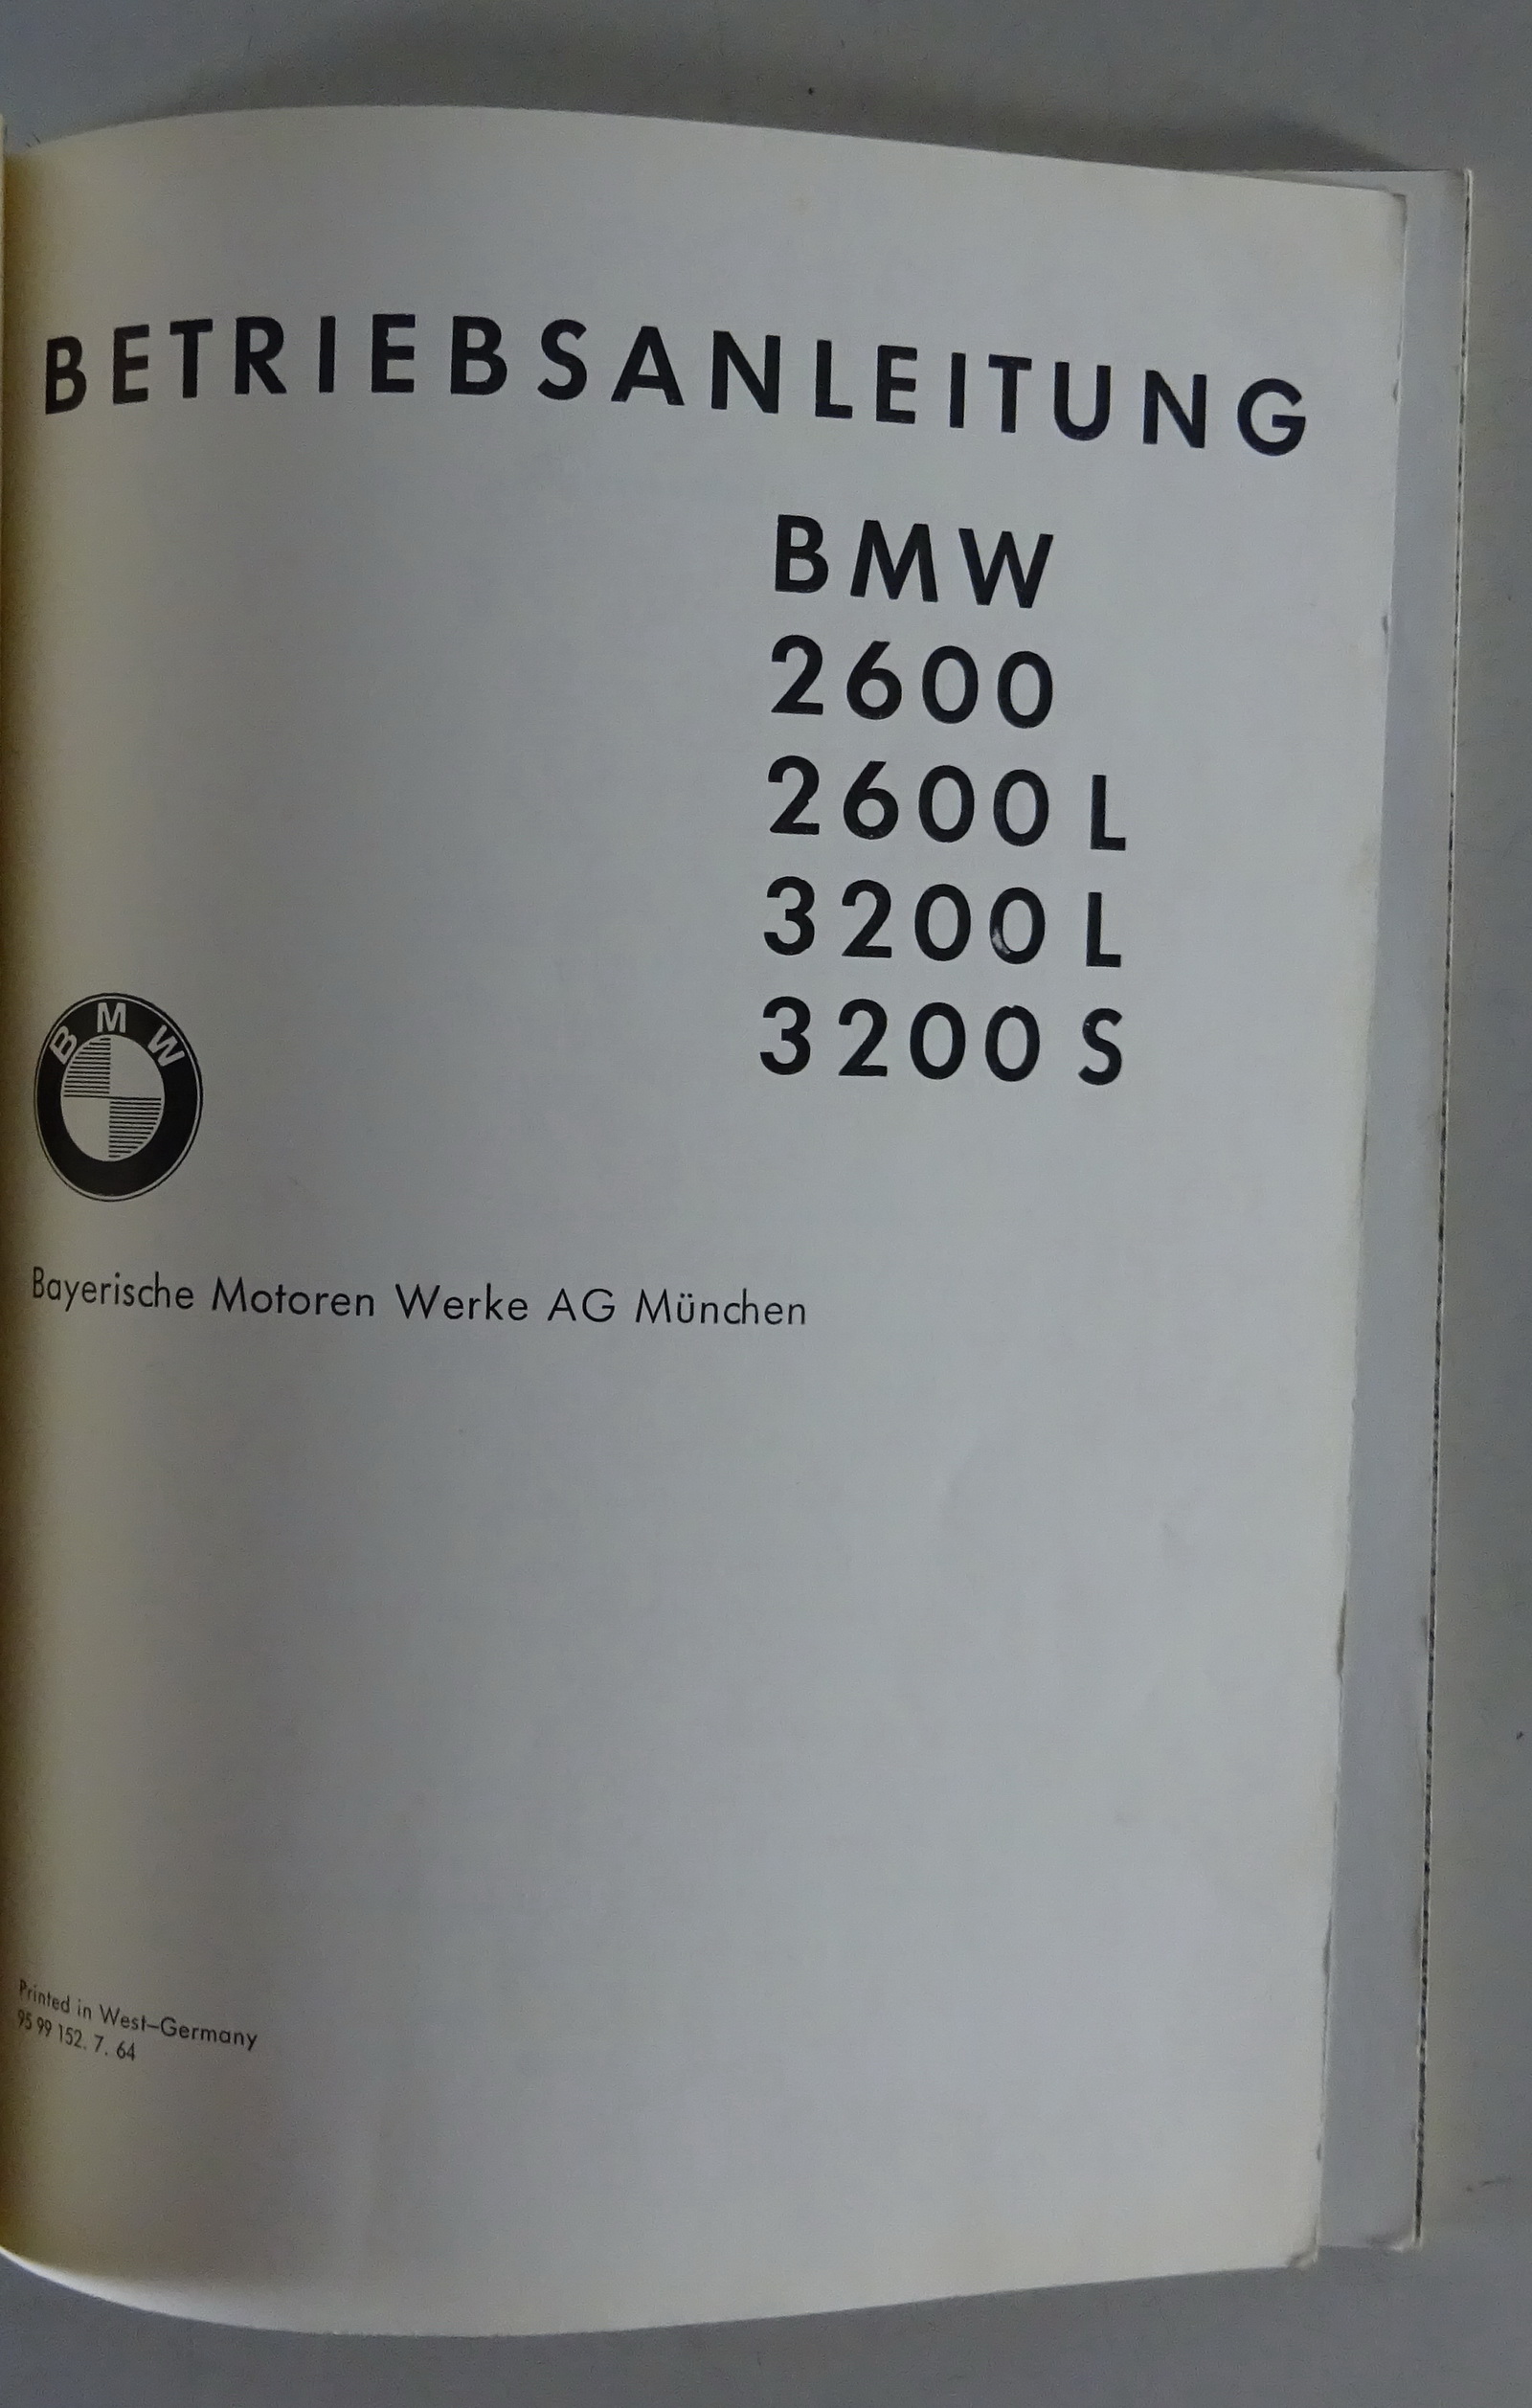 BETRIEBSANLEITUNG
BMW
2600
2600 L
3200 L
3200 S
BMW
Bayerische Motoren Werke AG München
Printed in West–Germany
95 99 152. 7. 64